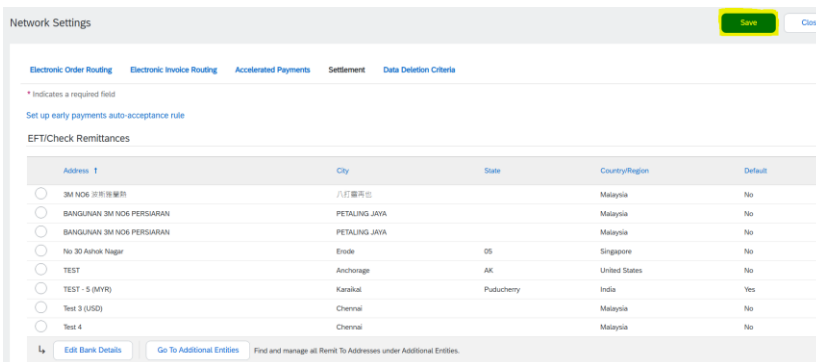 Network Settings Save Clos
Electronic Order Routing Electronic Invoice Routing Accelerated Payments Settlement Data Deletion Criteria
* Indicates a required field
Set up early payments auto-acceptance rule
EFT/Check Remittances
Address ↑ City State Country/Region Default
3M NO6 Malaysia No
BANGUNAN 3M NO6 PERSIARAN PETALING JAYA Malaysia No
BANGUNAN 3M NO6 PERSIARAN PETALING JAYA Malaysia No
No 30 Ashok Nagar Erode 05 Singapore No
TEST Anchorage AK United States No
TEST - S (MYR) Karaikal Puducherry India Yes
Test 3 (USD) Chennai Malaysia No
Test 4 Chennai Malaysia No
Edit Bank Details Go To Additional Entities Find and manage all Remit To Addresses under Additional Entities.